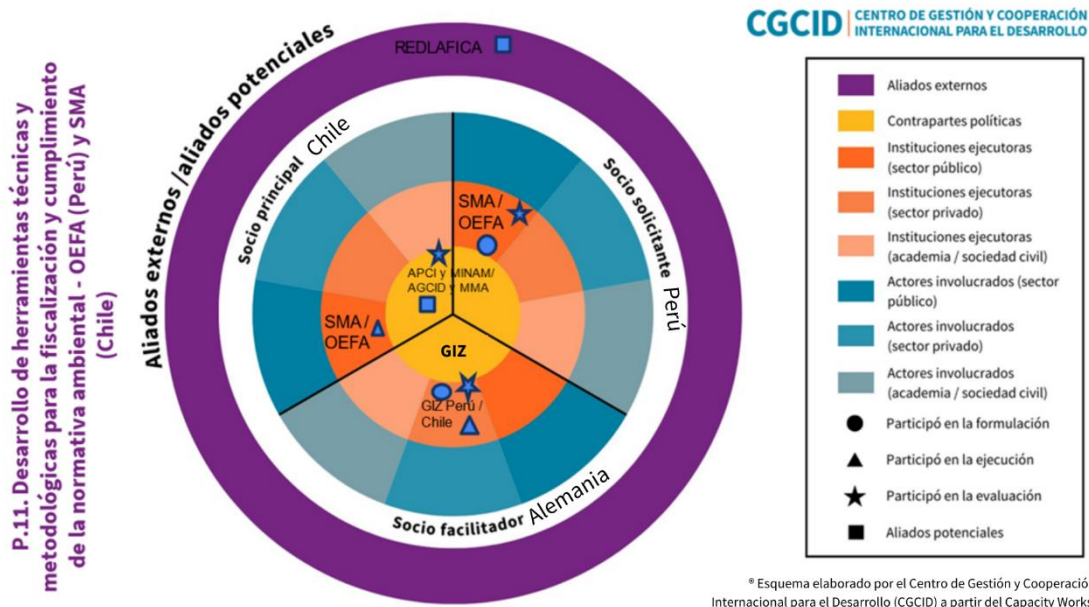 P.11. Desarrollo de herramientas técnicas y
metodológicas para la fiscalización y cumplimiento
de la normativa ambiental - OEFA (Perú) y SMA
(Chile)
Aliados externos /aliados potenciales
REDLAFICA
Socio principal Chile
Socio solicitante Perú
Socio facilitador Alemania
SMA /
OEFA
APCI y MINAM/
AGCID y MMA
SMA /
OEFA
GIZ
GIZ Perú /
Chile
CGCID CENTRO DE GESTIÓN Y COOPERACIÓN
INTERNACIONAL PARA EL DESARROLLO
Aliados externos
Contrapartes políticas
Instituciones ejecutoras
(sector público)
Instituciones ejecutoras
(sector privado)
Instituciones ejecutoras
(academia / sociedad civil)
Actores involucrados (sector
público)
Actores involucrados
(sector privado)
Actores involucrados
(academia / sociedad civil)
Participó en la formulación
Participó en la ejecución
Participó en la evaluación
Aliados potenciales
® Esquema elaborado por el Centro de Gestión y Cooperació
Internacional para el Desarrollo (CGCID) a partir del Capacity Works